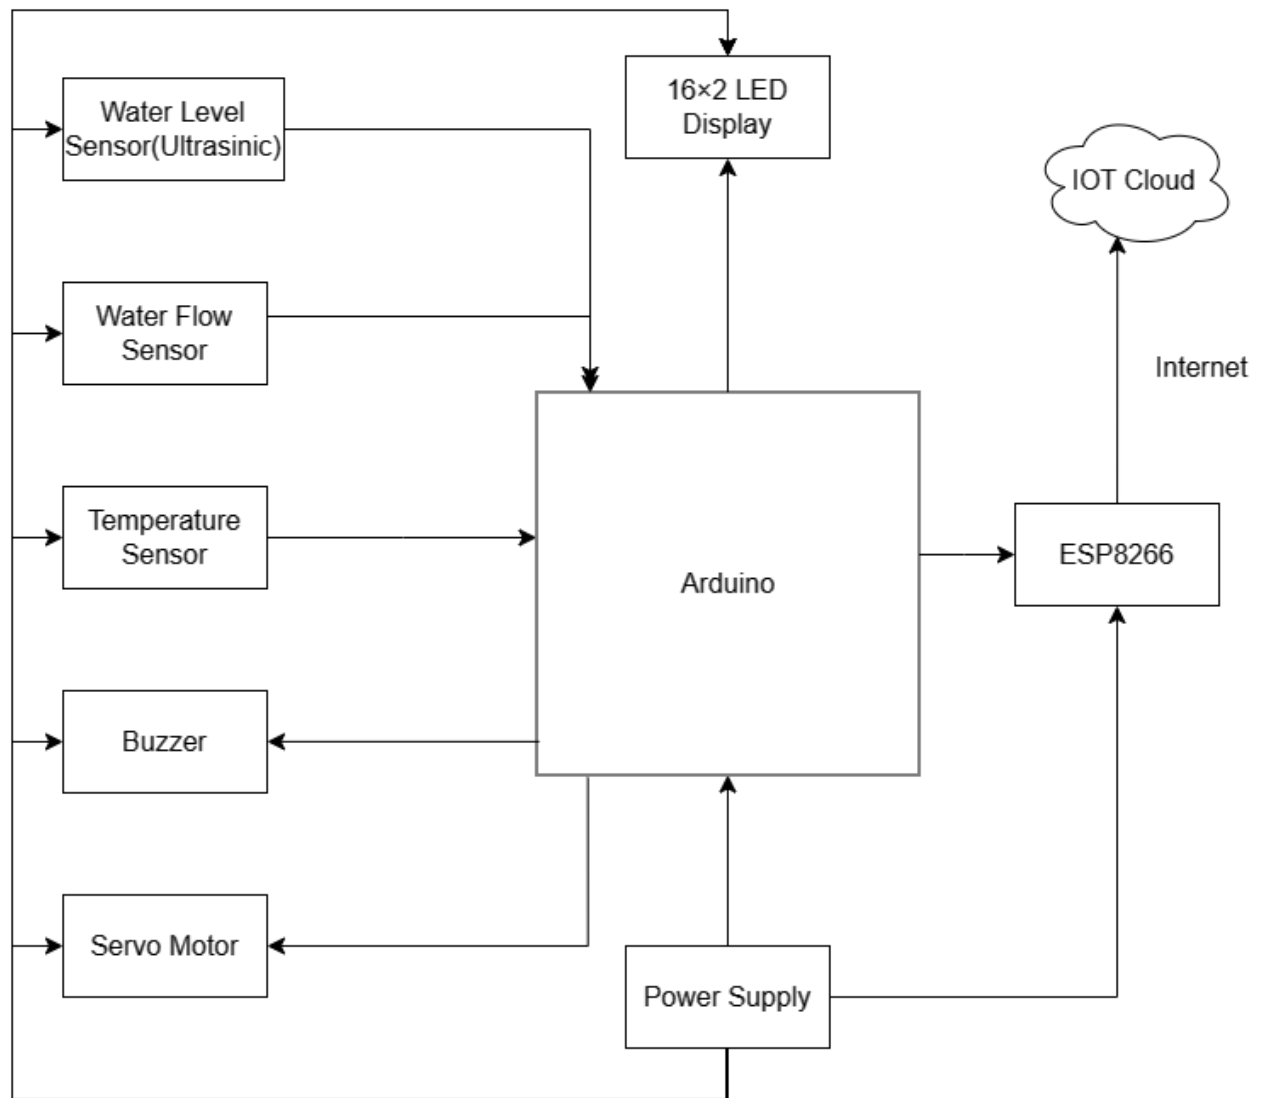 16×2 LED
Display
Water Level
Sensor(Ultrasinic)
IOT Cloud
Water Flow
Sensor
Internet
Temperature
Sensor
ESP8266
Arduino
Buzzer
Servo Motor
Power Supply